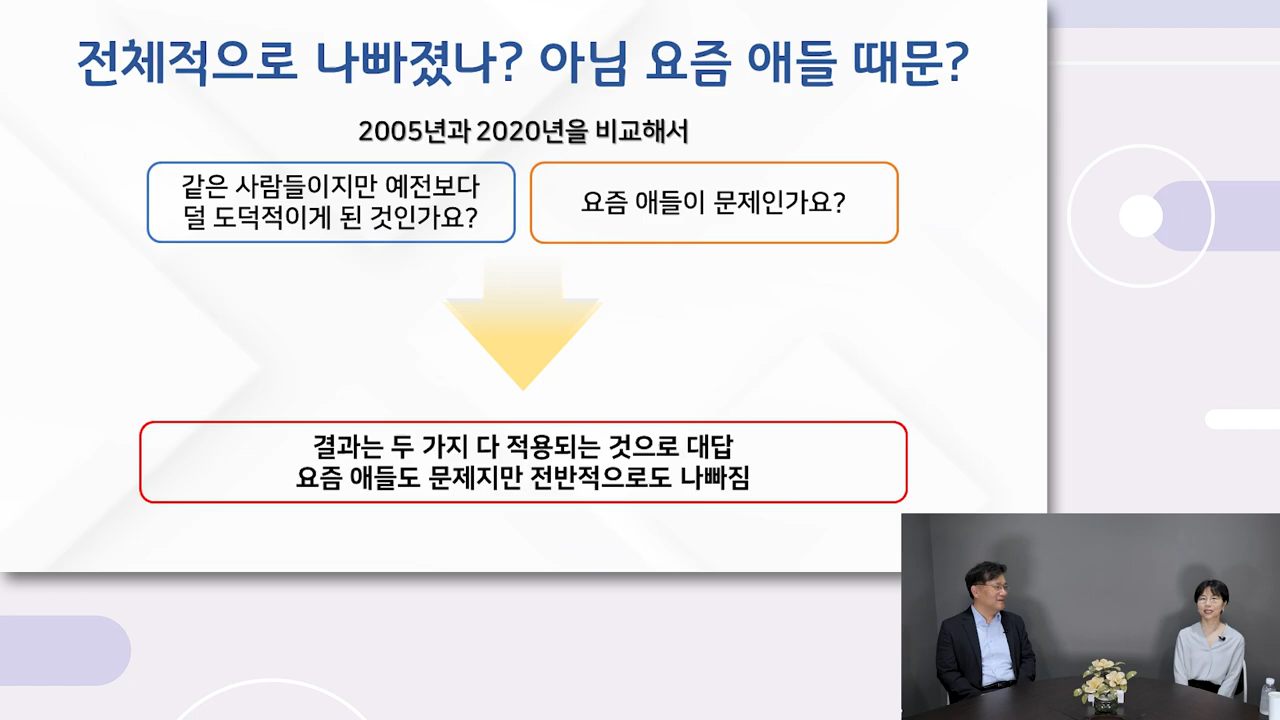 전체적으로 나빠졌나? 아님 요즘 애들 때문?
2005년과 2020년을 비교해서
같은 사람들이지만 예전보다
덜 도덕적이게 된 것인가요?
요즘 애들이 문제인가요?
결과는 두 가지 다 적용되는 것으로 대답
요즘 애들도 문제지만 전반적으로도 나빠짐